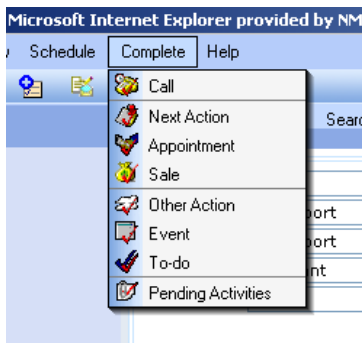 Microsoft Internet Explorer provided by NM
Schedule Complete Help
Call
Next Action
Appointment
Sale
Other Action
Event
To-do
Pending Activities
Sear
port
port
nt